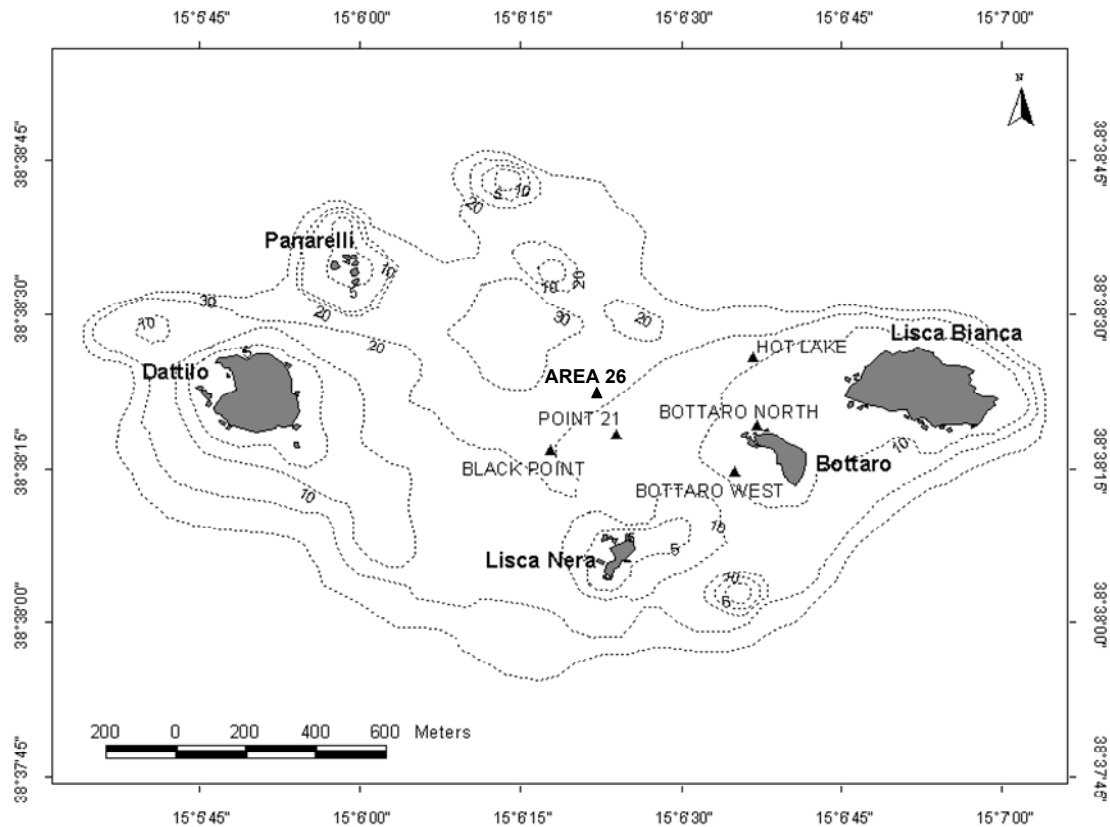 15°5'45" 15°6'00" 15°6'15" 15°6'30" 15°6'45" 15°7'00"
N
38°38'45" 38°38'45"
5 10
20
Panarelli
10
5
10 20
30
20
38°38'30" 38°38'30"
10
20
30
20
HOT LAKE
Lisca Bianca
5
Dattilo
AREA 26
POINT 21
BOTTARO NORTH
10
38°38'15" 38°38'15"
BLACK POINT
Bottaro
BOTTARO WEST
10
10
5
5
Lisca Nera
10
5
38°38'00" 38°38'00"
200 0 200 400 600 Meters
38°37'45" 38°37'45"
15°5'45" 15°6'00" 15°6'15" 15°6'30" 15°6'45" 15°7'00"